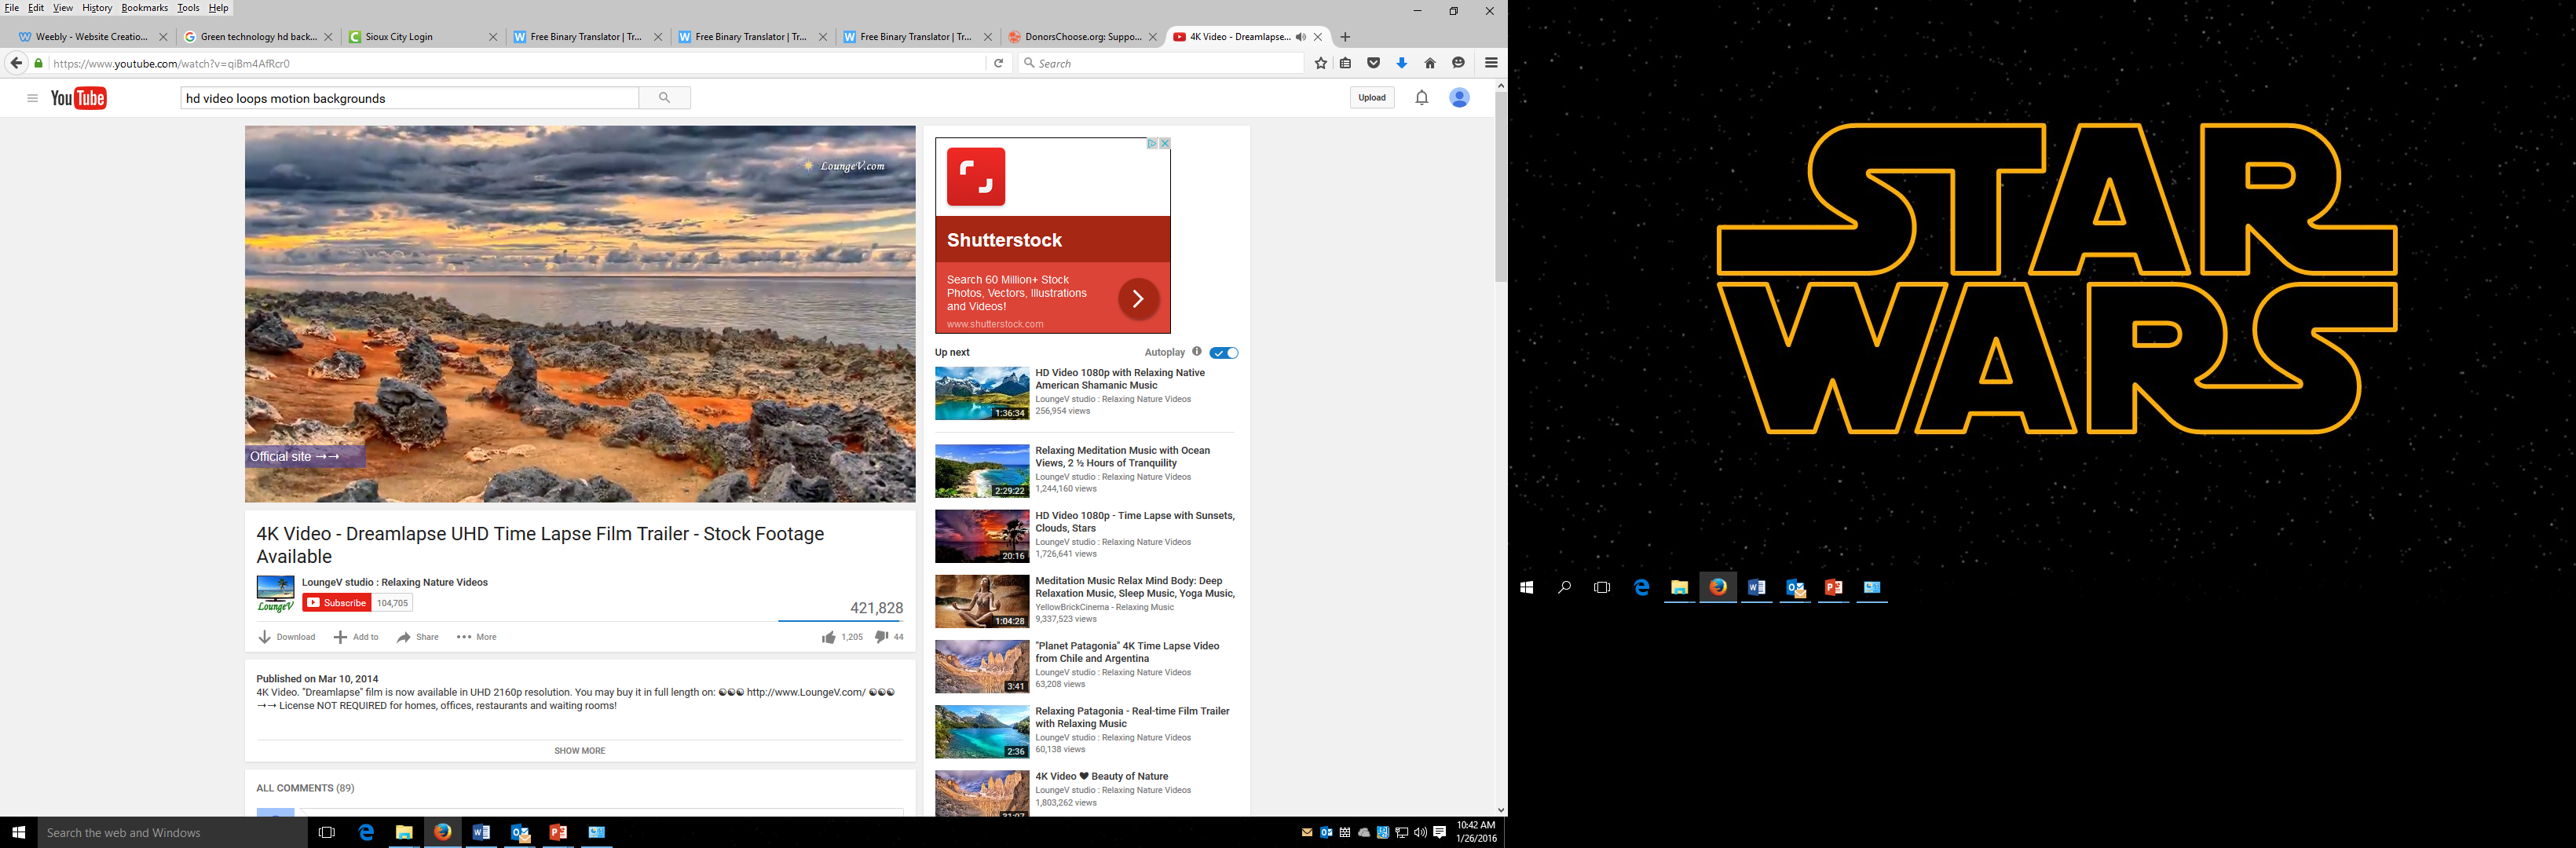 File Edit View History Bookmarks Tools Help
Weebly - Website Creatio... Green technology hd back... Sioux City Login Free Binary Translator | Tr... Free Binary Translator | Tr... Free Binary Translator | Tr... DonorsChoose.org: Suppo... 4K Video - Dreamlapse...
https://www.youtube.com/watch?v=qiBm4AfRcr0 Search
YouTube hd video loops motion backgrounds Upload
LoungeV.com
Official site →→
Shutterstock
Search 60 Million+ Stock
Photos, Vectors, Illustrations
and Videos!
www.shutterstock.com
4K Video - Dreamlapse UHD Time Lapse Film Trailer - Stock Footage
Available
LoungeV
LoungeV studio : Relaxing Nature Videos
Subscribe 104,705
421,828
Download Add to Share More 1,205 44
Published on Mar 10, 2014
4K Video. "Dreamlapse" film is now available in UHD 2160p resolution. You may buy it in full length on: ☯☯☯ http://www.LoungeV.com/ ☯☯☯
→→ License NOT REQUIRED for homes, offices, restaurants and waiting rooms!
SHOW MORE
ALL COMMENTS (89)
Up next Autoplay
HD Video 1080p with Relaxing Native
American Shamanic Music
LoungeV studio : Relaxing Nature Videos
256,954 views
1:36:34
Relaxing Meditation Music with Ocean
Views, 2 ½ Hours of Tranquility
LoungeV studio : Relaxing Nature Videos
1,244,160 views
2:29:22
HD Video 1080p - Time Lapse with Sunsets,
Clouds, Stars
LoungeV studio : Relaxing Nature Videos
1,726,641 views
20:16
Meditation Music Relax Mind Body: Deep
Relaxation Music, Sleep Music, Yoga Music,
YellowBrickCinema - Relaxing Music
9,337,523 views
1:04:28
"Planet Patagonia" 4K Time Lapse Video
from Chile and Argentina
LoungeV studio : Relaxing Nature Videos
63,208 views
3:41
Relaxing Patagonia - Real-time Film Trailer
with Relaxing Music
LoungeV studio : Relaxing Nature Videos
60,138 views
2:36
4K Video ♥ Beauty of Nature
LoungeV studio : Relaxing Nature Videos
1,803,262 views
Search the web and Windows
10:42 AM
1/26/2016
STAR
WARS